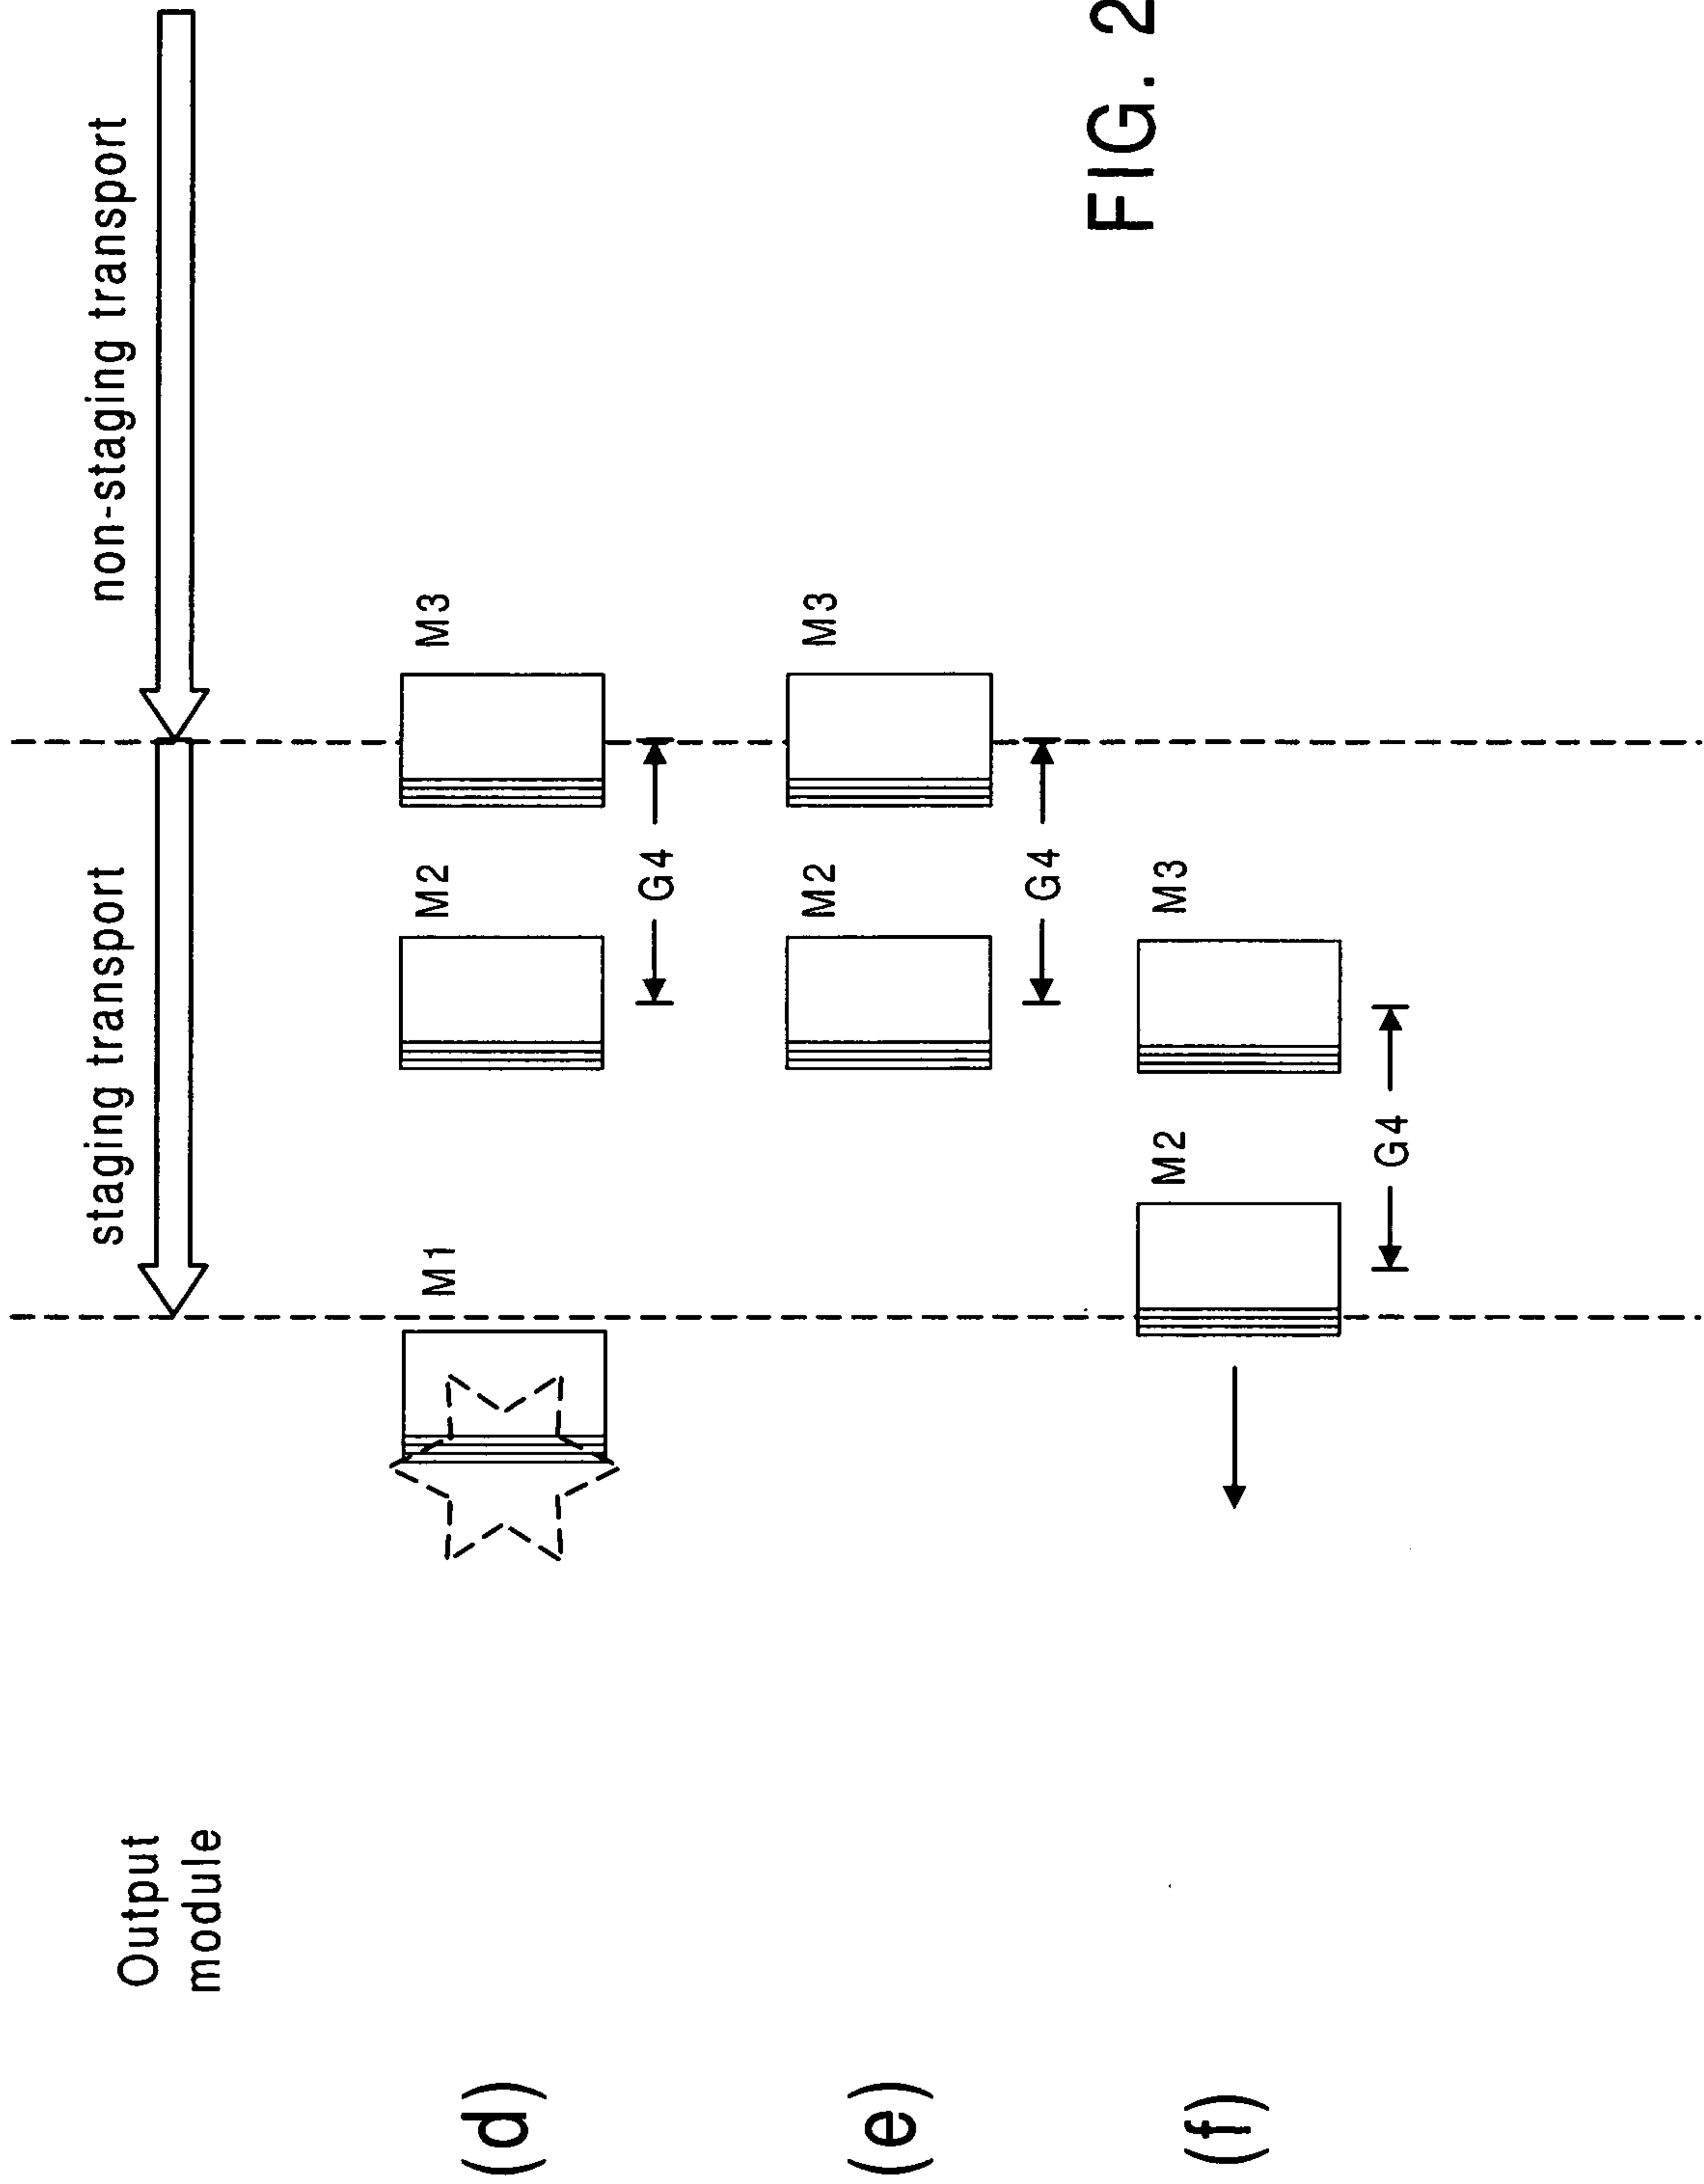 Output
module
staging transport
non-staging transport
(d)
M1
M2
M3
G4
(e)
M2
M3
G4
(f)
M2
M3
G4
FIG. 2